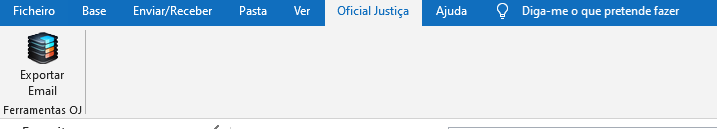 Ficheiro Base Enviar/Receber Pasta Ver Oficial Justiça Ajuda Diga-me o que pretende fazer
Exportar
Email
Ferramentas OJ